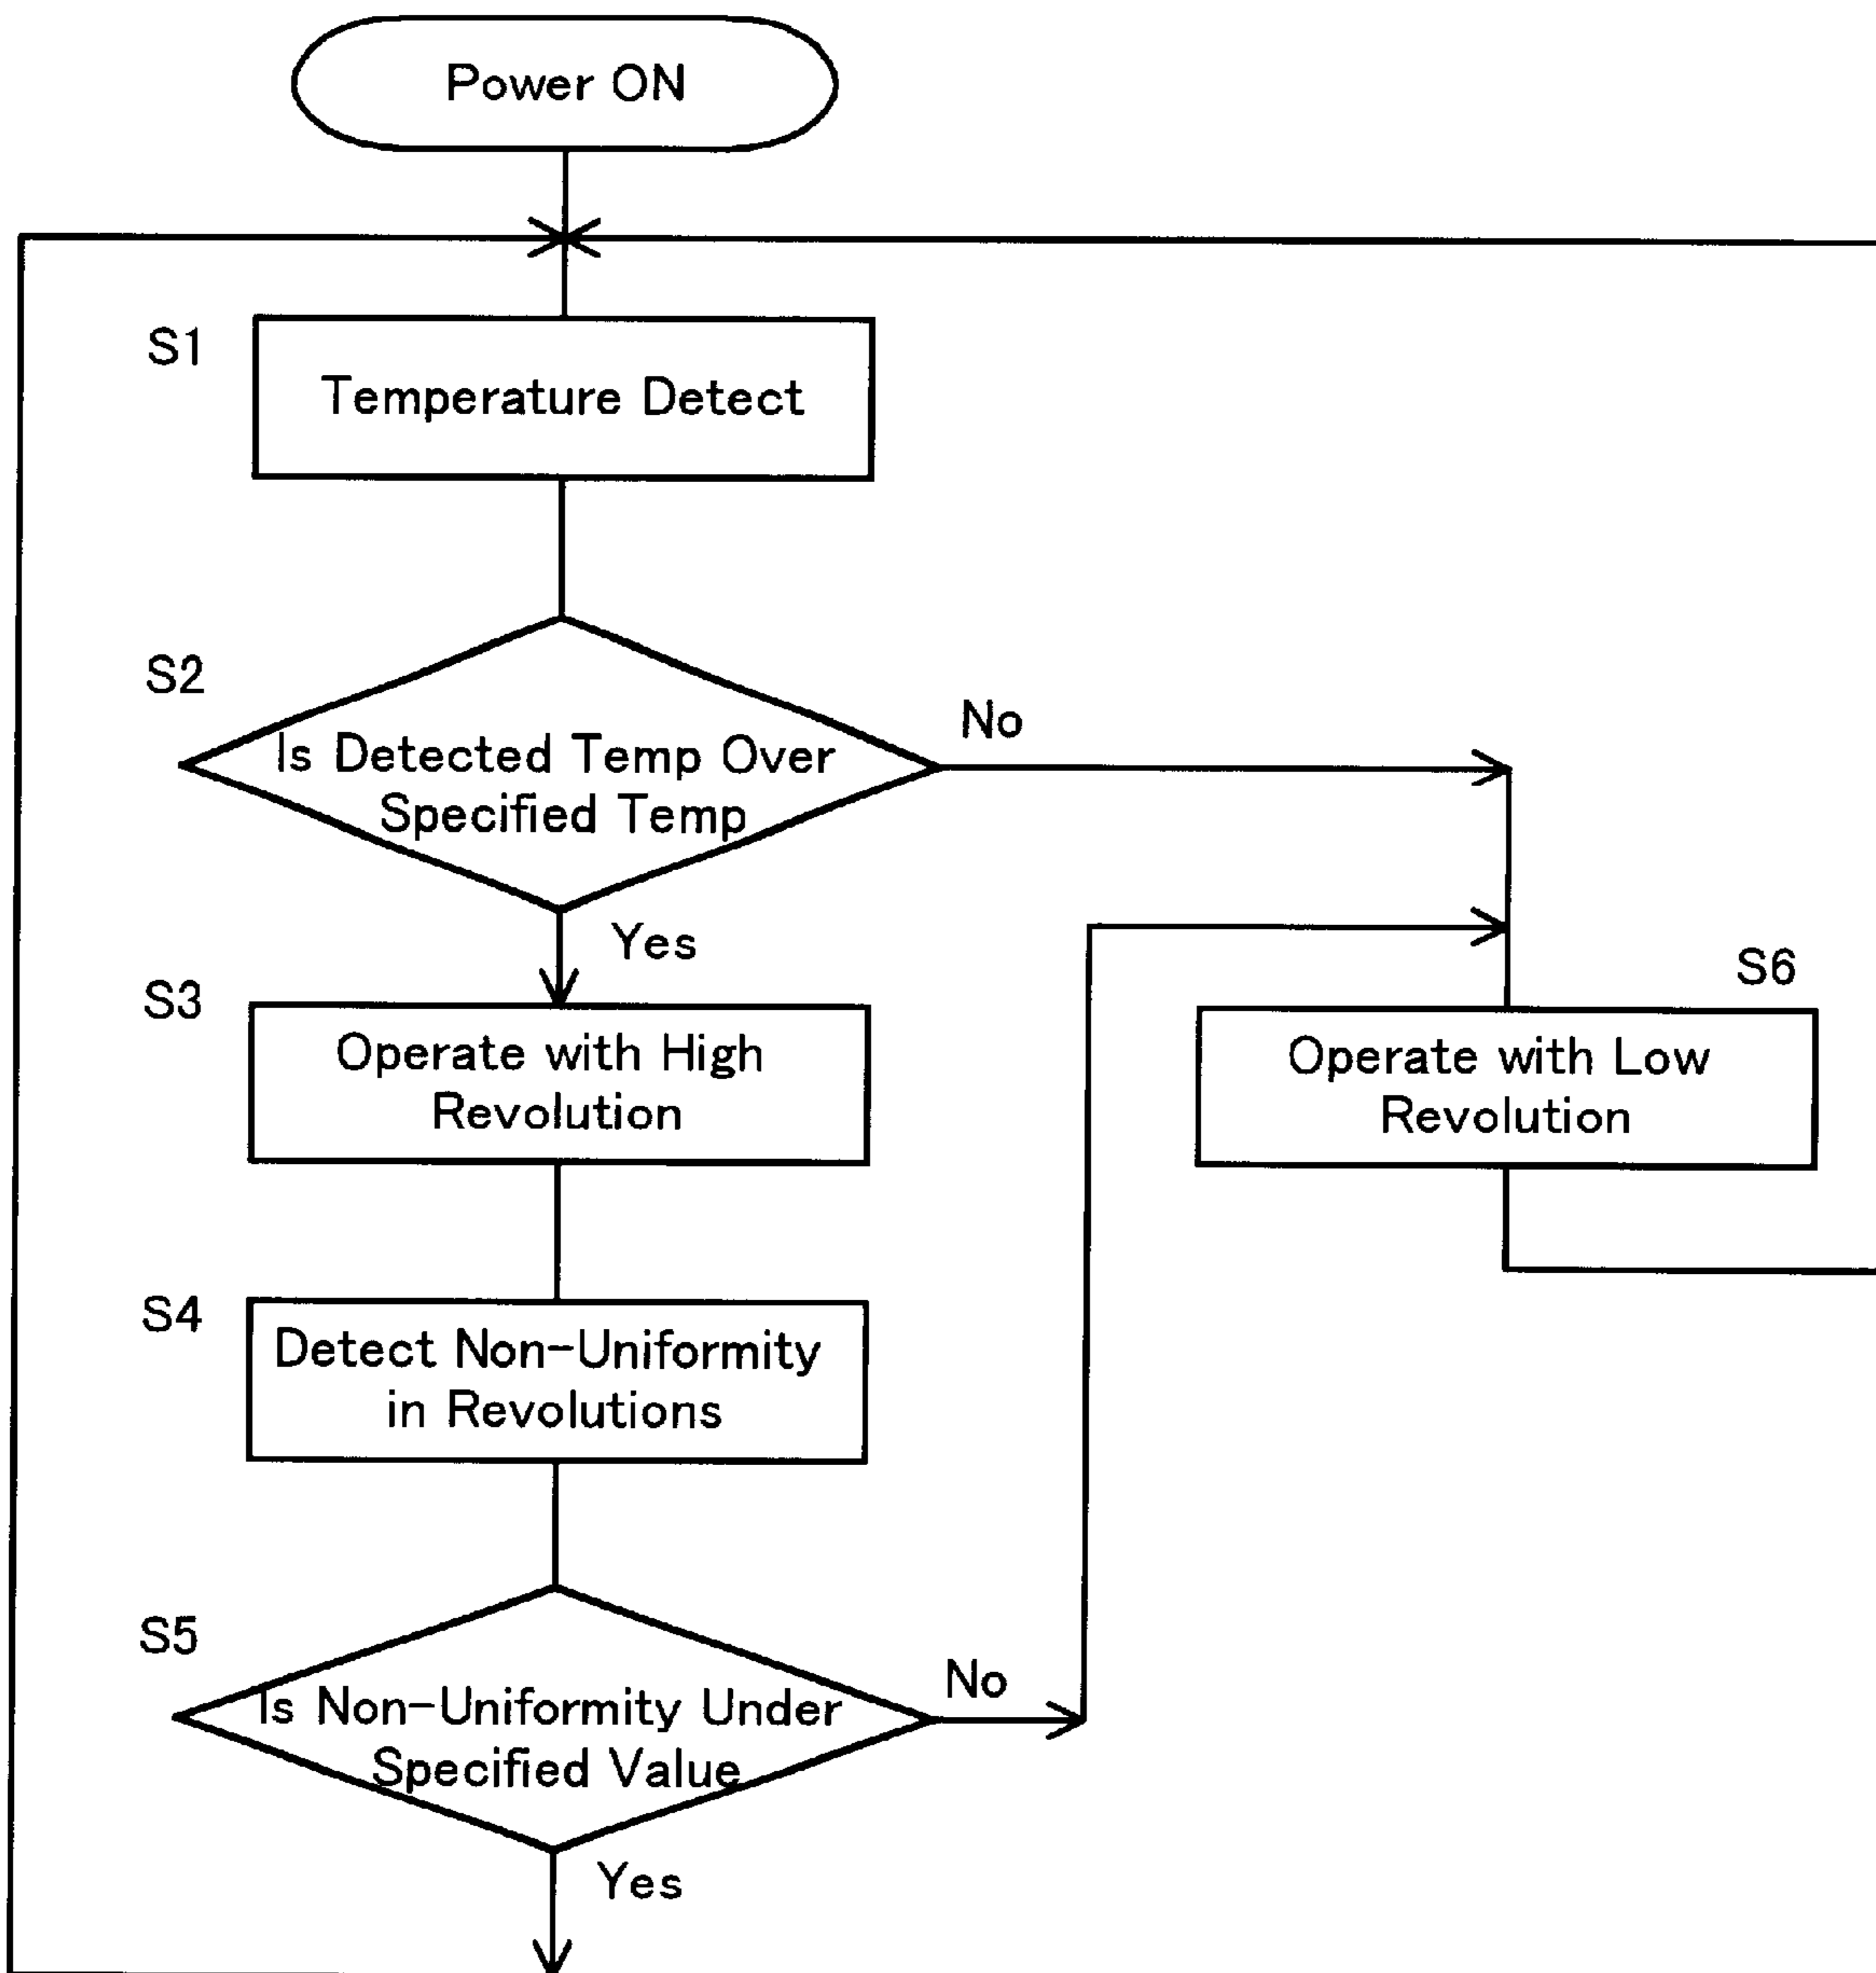 Power ON
S1
Temperature Detect
S2
No
Is Detected Temp Over
Specified Temp
Yes
S3
Operate with High
Revolution
S6
Operate with Low
Revolution
S4
Detect Non-Uniformity
in Revolutions
S5
No
Is Non-Uniformity Under
Specified Value
Yes